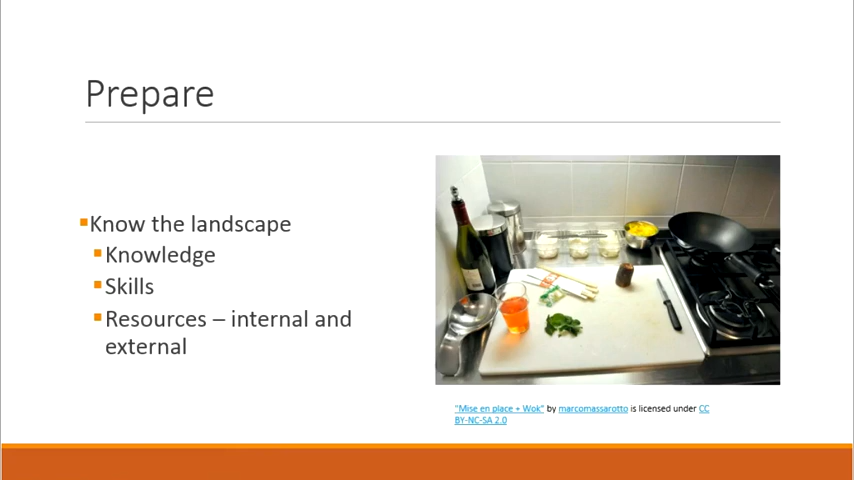 Prepare
Know the landscape
Knowledge
Skills
Resources – internal and
external
"Mise en place + Wok" by marcomassarotto is licensed under CC
BY-NC-SA 2.0